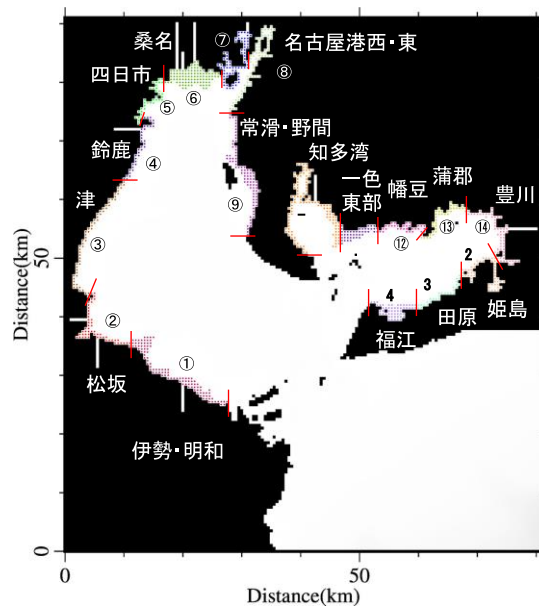 桑名
⑦
名古屋港西・東
四日市
⑥
⑧
⑤
鈴鹿
常滑・野間
④
知多湾
蒲郡
一色
東部
幡豆
豊川
津
⑨
⑬
⑭
③
⑫
2
50
4
3
姫島
②
田原
福江
①
松坂
伊勢・明和
0
0
50
Distance(km)
Distance(km)